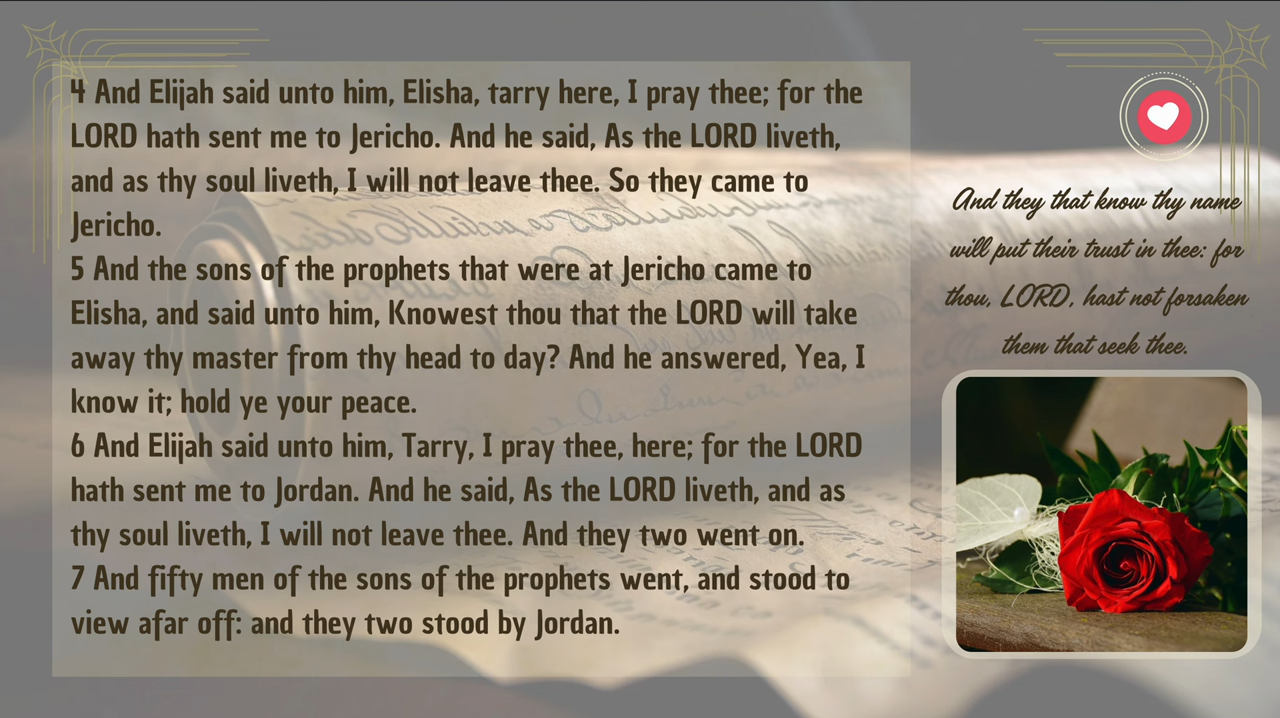 4 And Elijah said unto him, Elisha, tarry here, I pray thee; for the
LORD hath sent me to Jericho. And he said, As the LORD liveth,
and as thy soul liveth, I will not leave thee. So they came to
Jericho.
5 And the sons of the prophets that were at Jericho came to
Elisha, and said unto him, Knowest thou that the LORD will take
away thy master from thy head to day? And he answered, Yea, I
know it; hold ye your peace.
6 And Elijah said unto him, Tarry, I pray thee, here; for the LORD
hath sent me to Jordan. And he said, As the LORD liveth, and as
thy soul liveth, I will not leave thee. And they two went on.
7 And fifty men of the sons of the prophets went, and stood to
view afar off: and they two stood by Jordan.
And they that know thy name
will put their trust in thee: for
thou, LORD, hast not forsaken
them that seek thee.